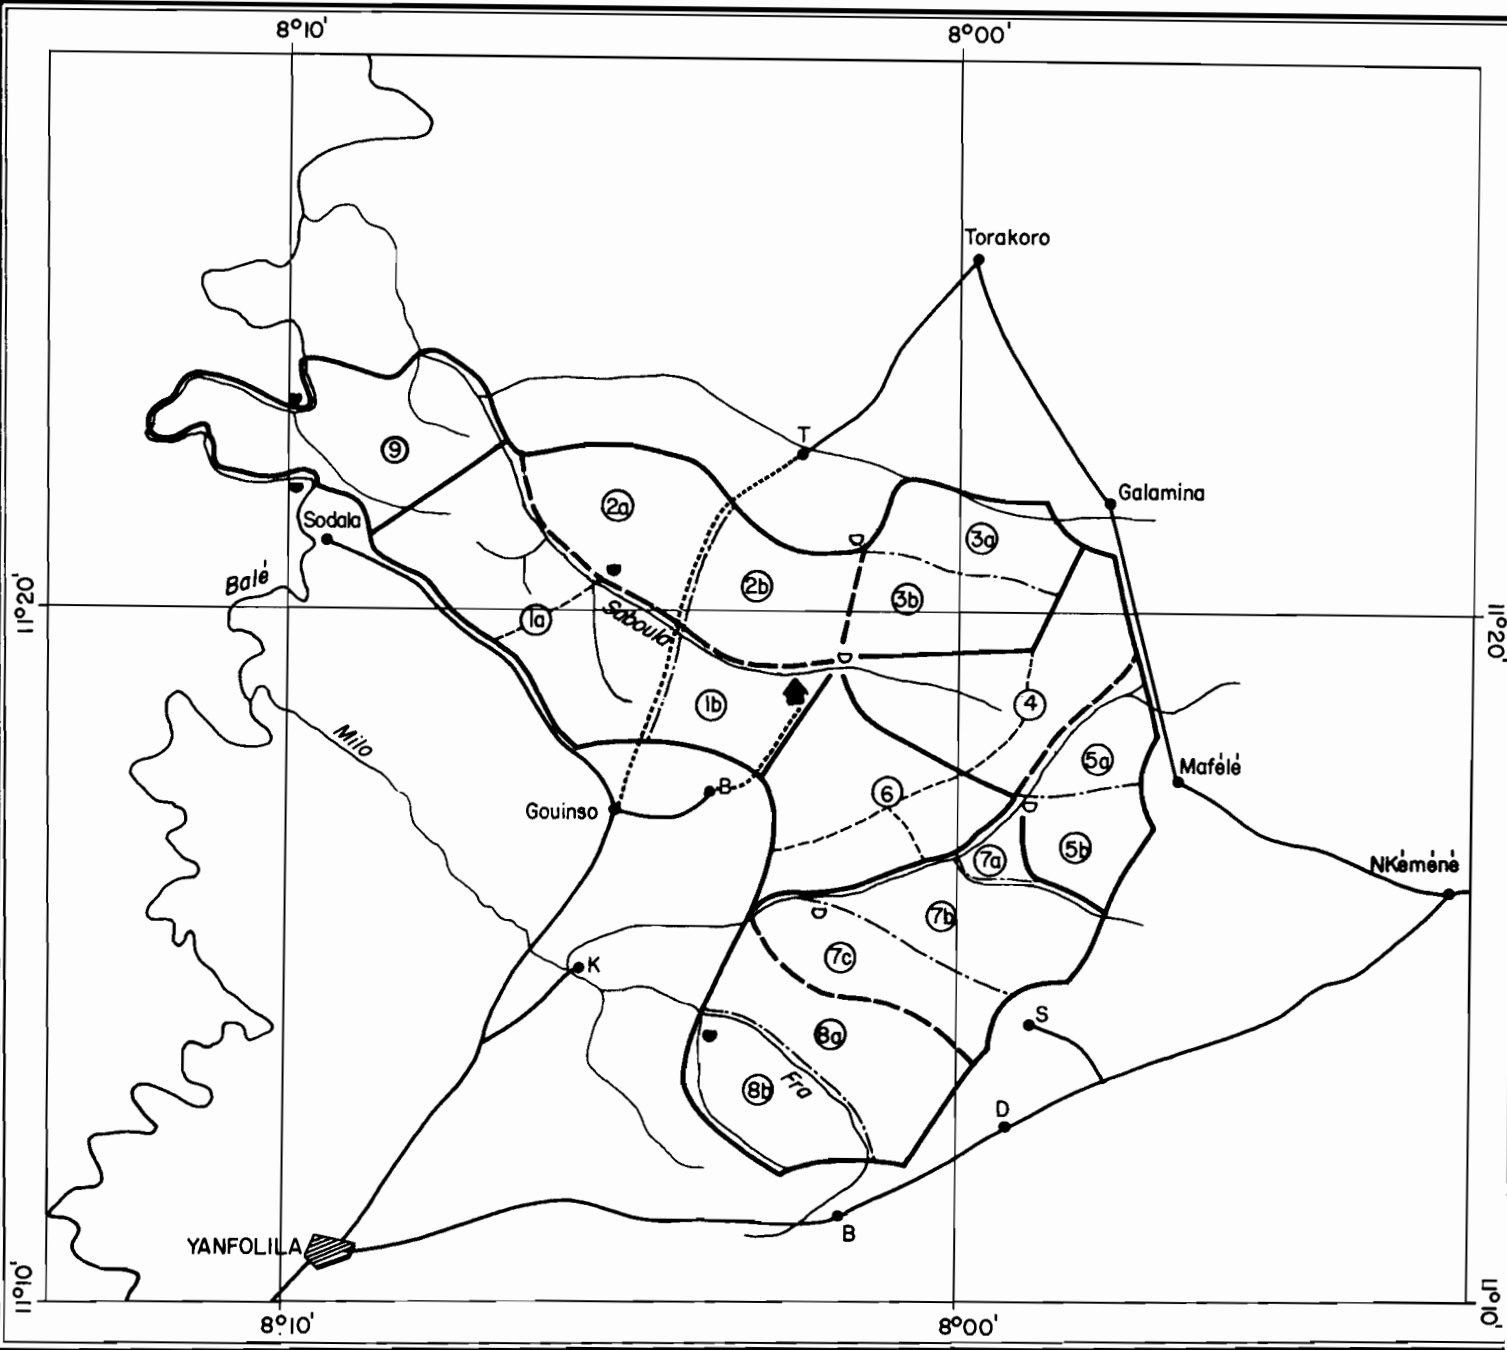 8°10'
8°00'
Torakoro
T
Galamina
9
2a
3a
Sodala
Balé
2b
3b
11°20'
11°20'
1a
Saboula
1b
4
Milo
5a
Mafélé
6
B
Gouinso
7a
5b
NKéméné
7b
7c
K
S
8a
8b
Fra
D
B
YANFOLILA
11°10'
11°10'
8°10'
8°00'